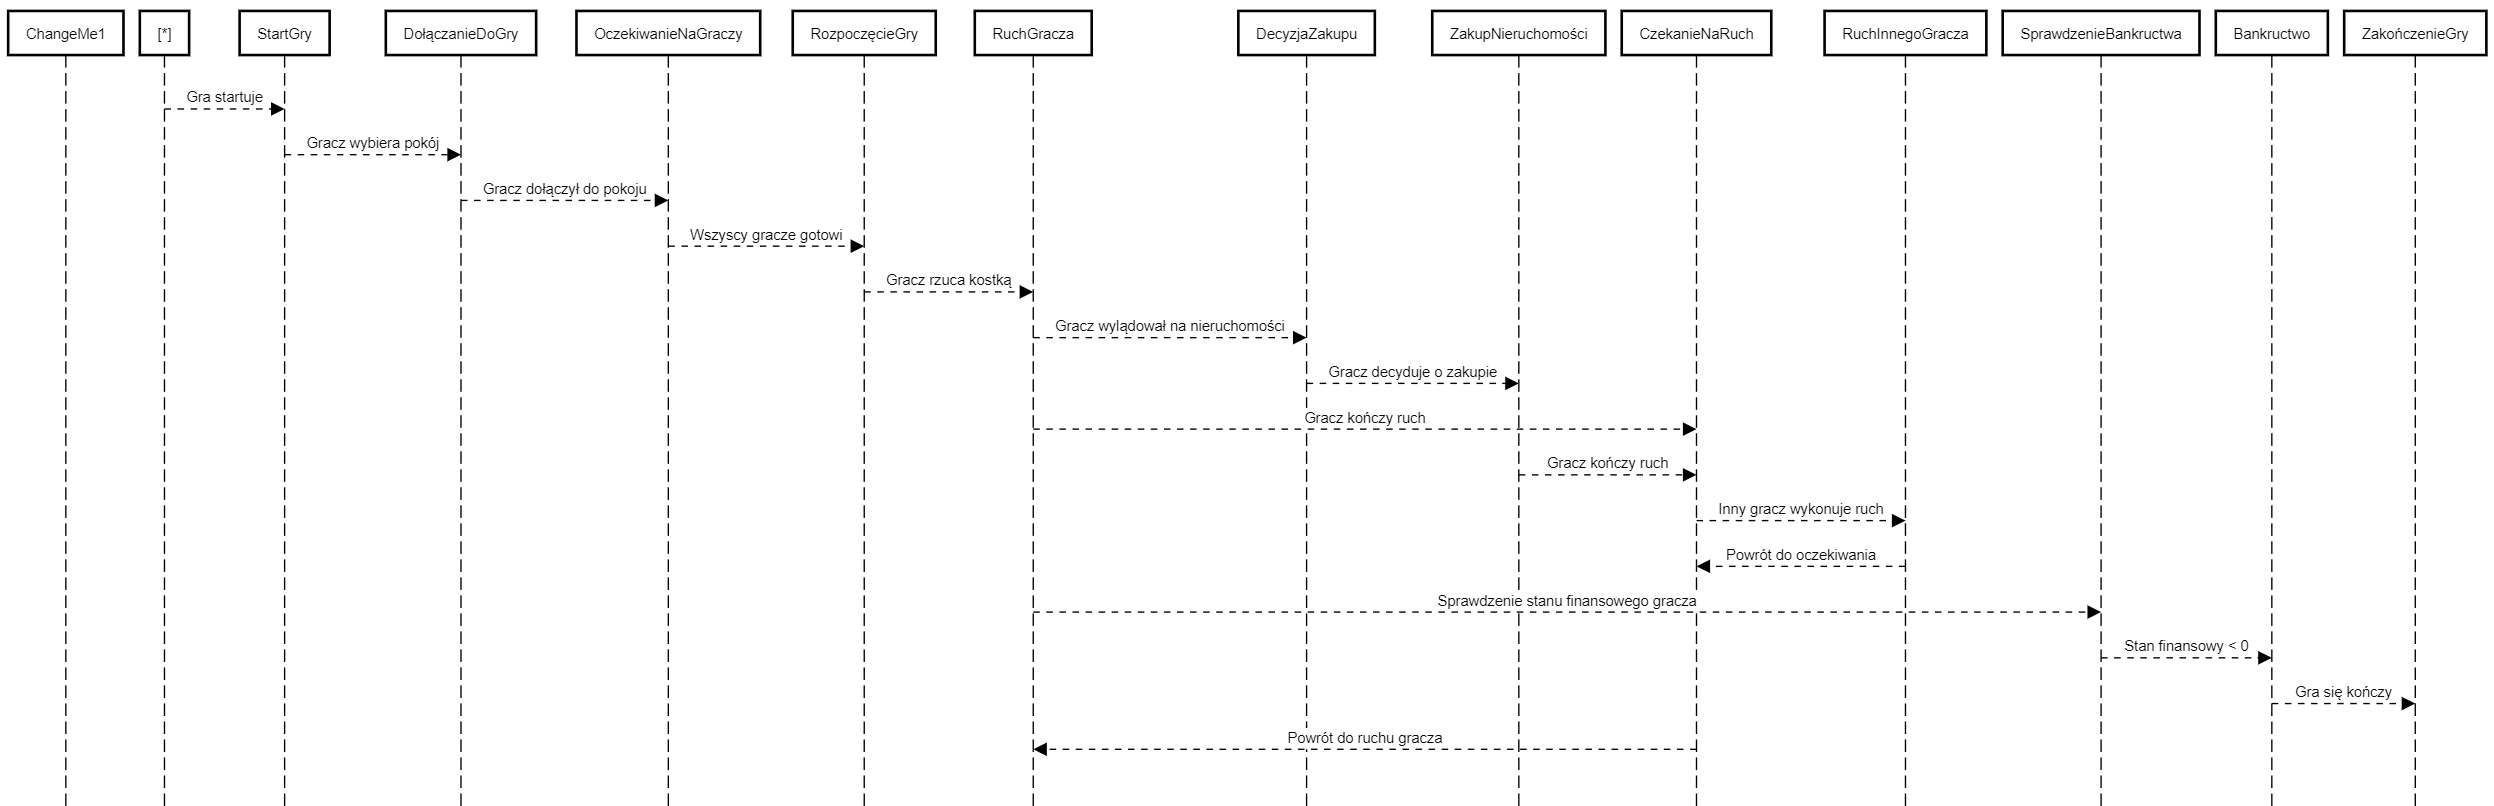 ChangeMe1
[*]
StartGry
DołączanieDoGry
OczekiwanieNaGraczy
RozpoczęcieGry
RuchGracza
DecyzjaZakupu
ZakupNieruchomości
CzekanieNaRuch
RuchInnegoGracza
SprawdzenieBankructwa
Bankructwo
ZakończenieGry
Gra startuje
Gracz wybiera pokój
Gracz dołączył do pokoju
Wszyscy gracze gotowi
Gracz rzuca kostką
Gracz wylądował na nieruchomości
Gracz decyduje o zakupie
Gracz kończy ruch
Gracz kończy ruch
Inny gracz wykonuje ruch
Powrót do oczekiwania
Sprawdzenie stanu finansowego gracza
Stan finansowy < 0
Gra się kończy
Powrót do ruchu gracza